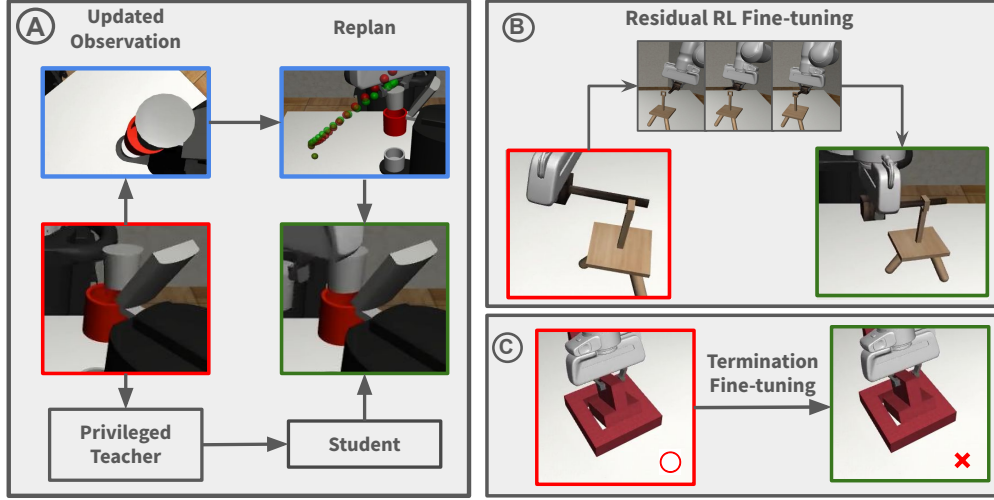 A
Updated
Observation
Replan
Privileged
Teacher
Student
B
Residual RL Fine-tuning
C
Termination
Fine-tuning